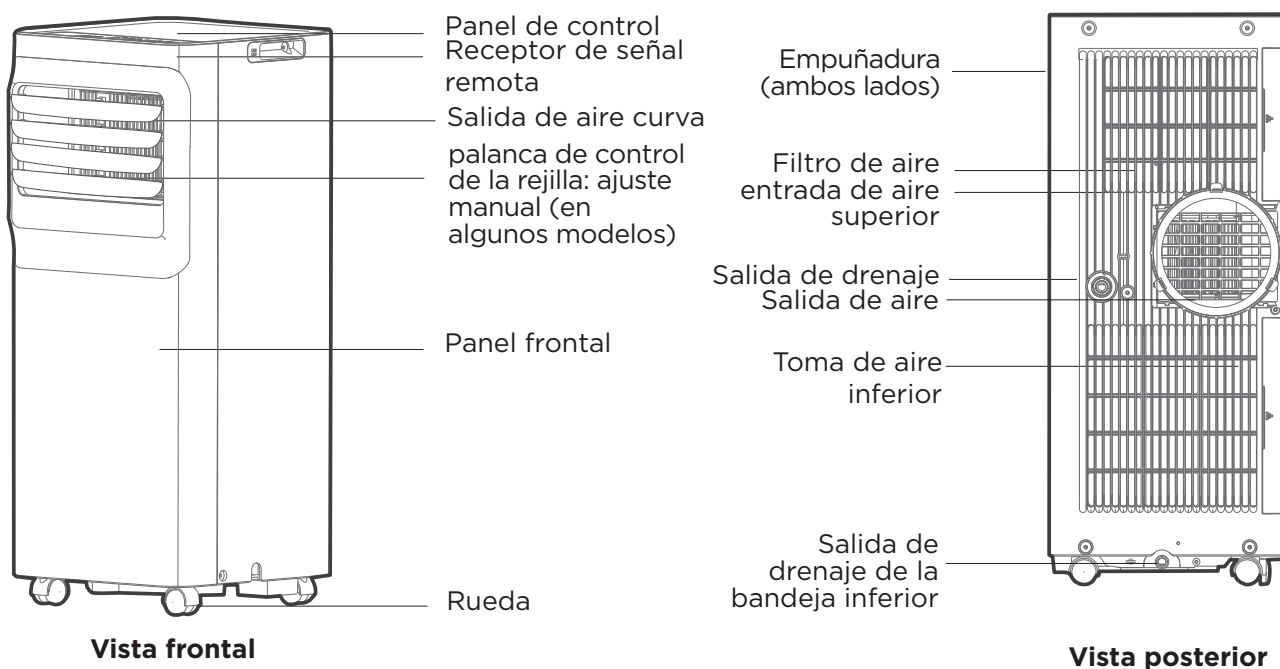 Panel de control
Receptor de señal
remota
Salida de aire curva
palanca de control
de la rejilla: ajuste
manual (en
algunos modelos)
Panel frontal
Rueda
Vista frontal
Empuñadura
(ambos lados)
Filtro de aire
entrada de aire
superior
Salida de drenaje
Salida de aire
Toma de aire
inferior
Salida de
drenaje de la
bandeja inferior
Vista posterior